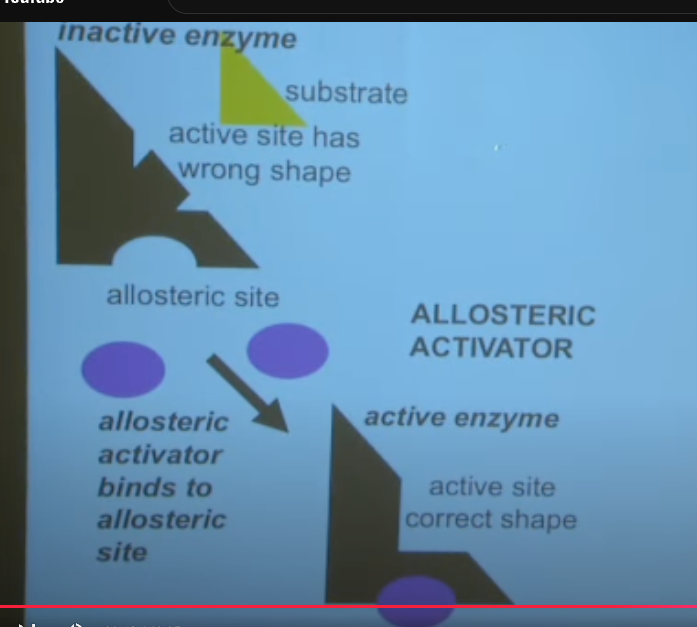 YouTube
inactive enzyme
substrate
active site has
wrong shape
allosteric site
ALLOSTERIC
ACTIVATOR
allosteric
activator
binds to
allosteric
site
active enzyme
active site
correct shape